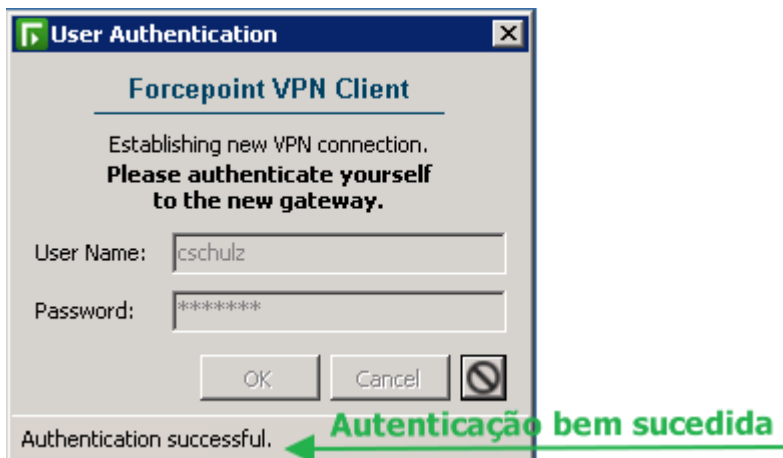 User Authentication
Forcepoint VPN Client
Establishing new VPN connection.
Please authenticate yourself
to the new gateway.
User Name: cschulz
Password: *******
OK Cancel
Authentication successful.
Autenticação bem sucedida